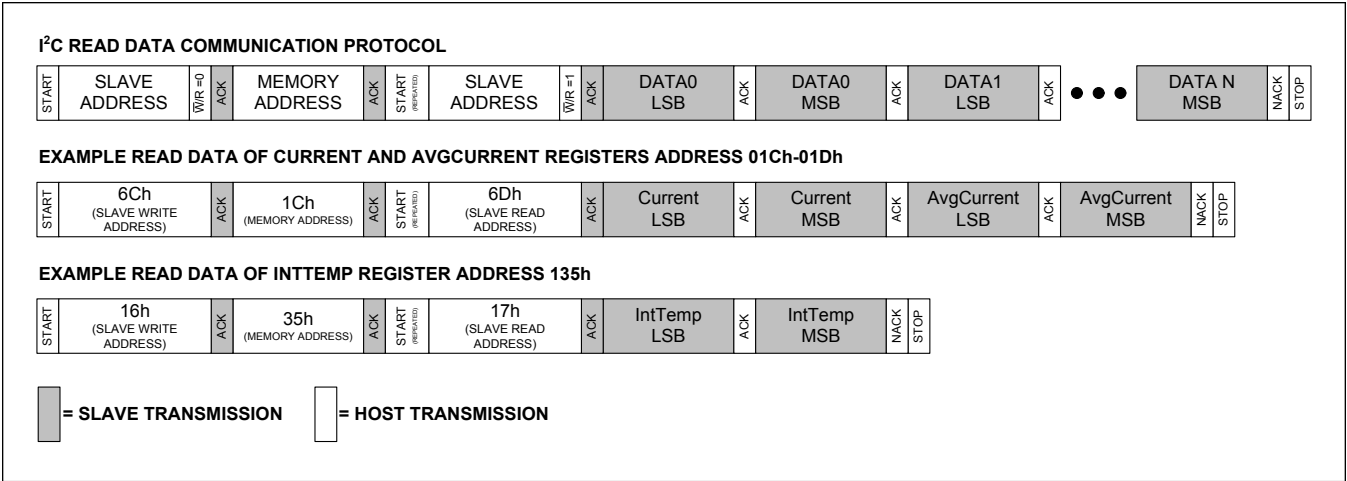 I²C READ DATA COMMUNICATION PROTOCOL
START SLAVE ADDRESS W̅/R =0 ACK MEMORY ADDRESS ACK START (REPEATED) SLAVE ADDRESS W̅/R =1 ACK DATA0 LSB ACK DATA0 MSB ACK DATA1 LSB ACK ●●● DATA N MSB NACK STOP
EXAMPLE READ DATA OF CURRENT AND AVGCURRENT REGISTERS ADDRESS 01Ch-01Dh
START 6Ch (SLAVE WRITE ADDRESS) ACK 1Ch (MEMORY ADDRESS) ACK START (REPEATED) 6Dh (SLAVE READ ADDRESS) ACK Current LSB ACK Current MSB ACK AvgCurrent LSB ACK AvgCurrent MSB NACK STOP
EXAMPLE READ DATA OF INTTEMP REGISTER ADDRESS 135h
START 16h (SLAVE WRITE ADDRESS) ACK 35h (MEMORY ADDRESS) ACK START (REPEATED) 17h (SLAVE READ ADDRESS) ACK IntTemp LSB ACK IntTemp MSB NACK STOP
= SLAVE TRANSMISSION = HOST TRANSMISSION